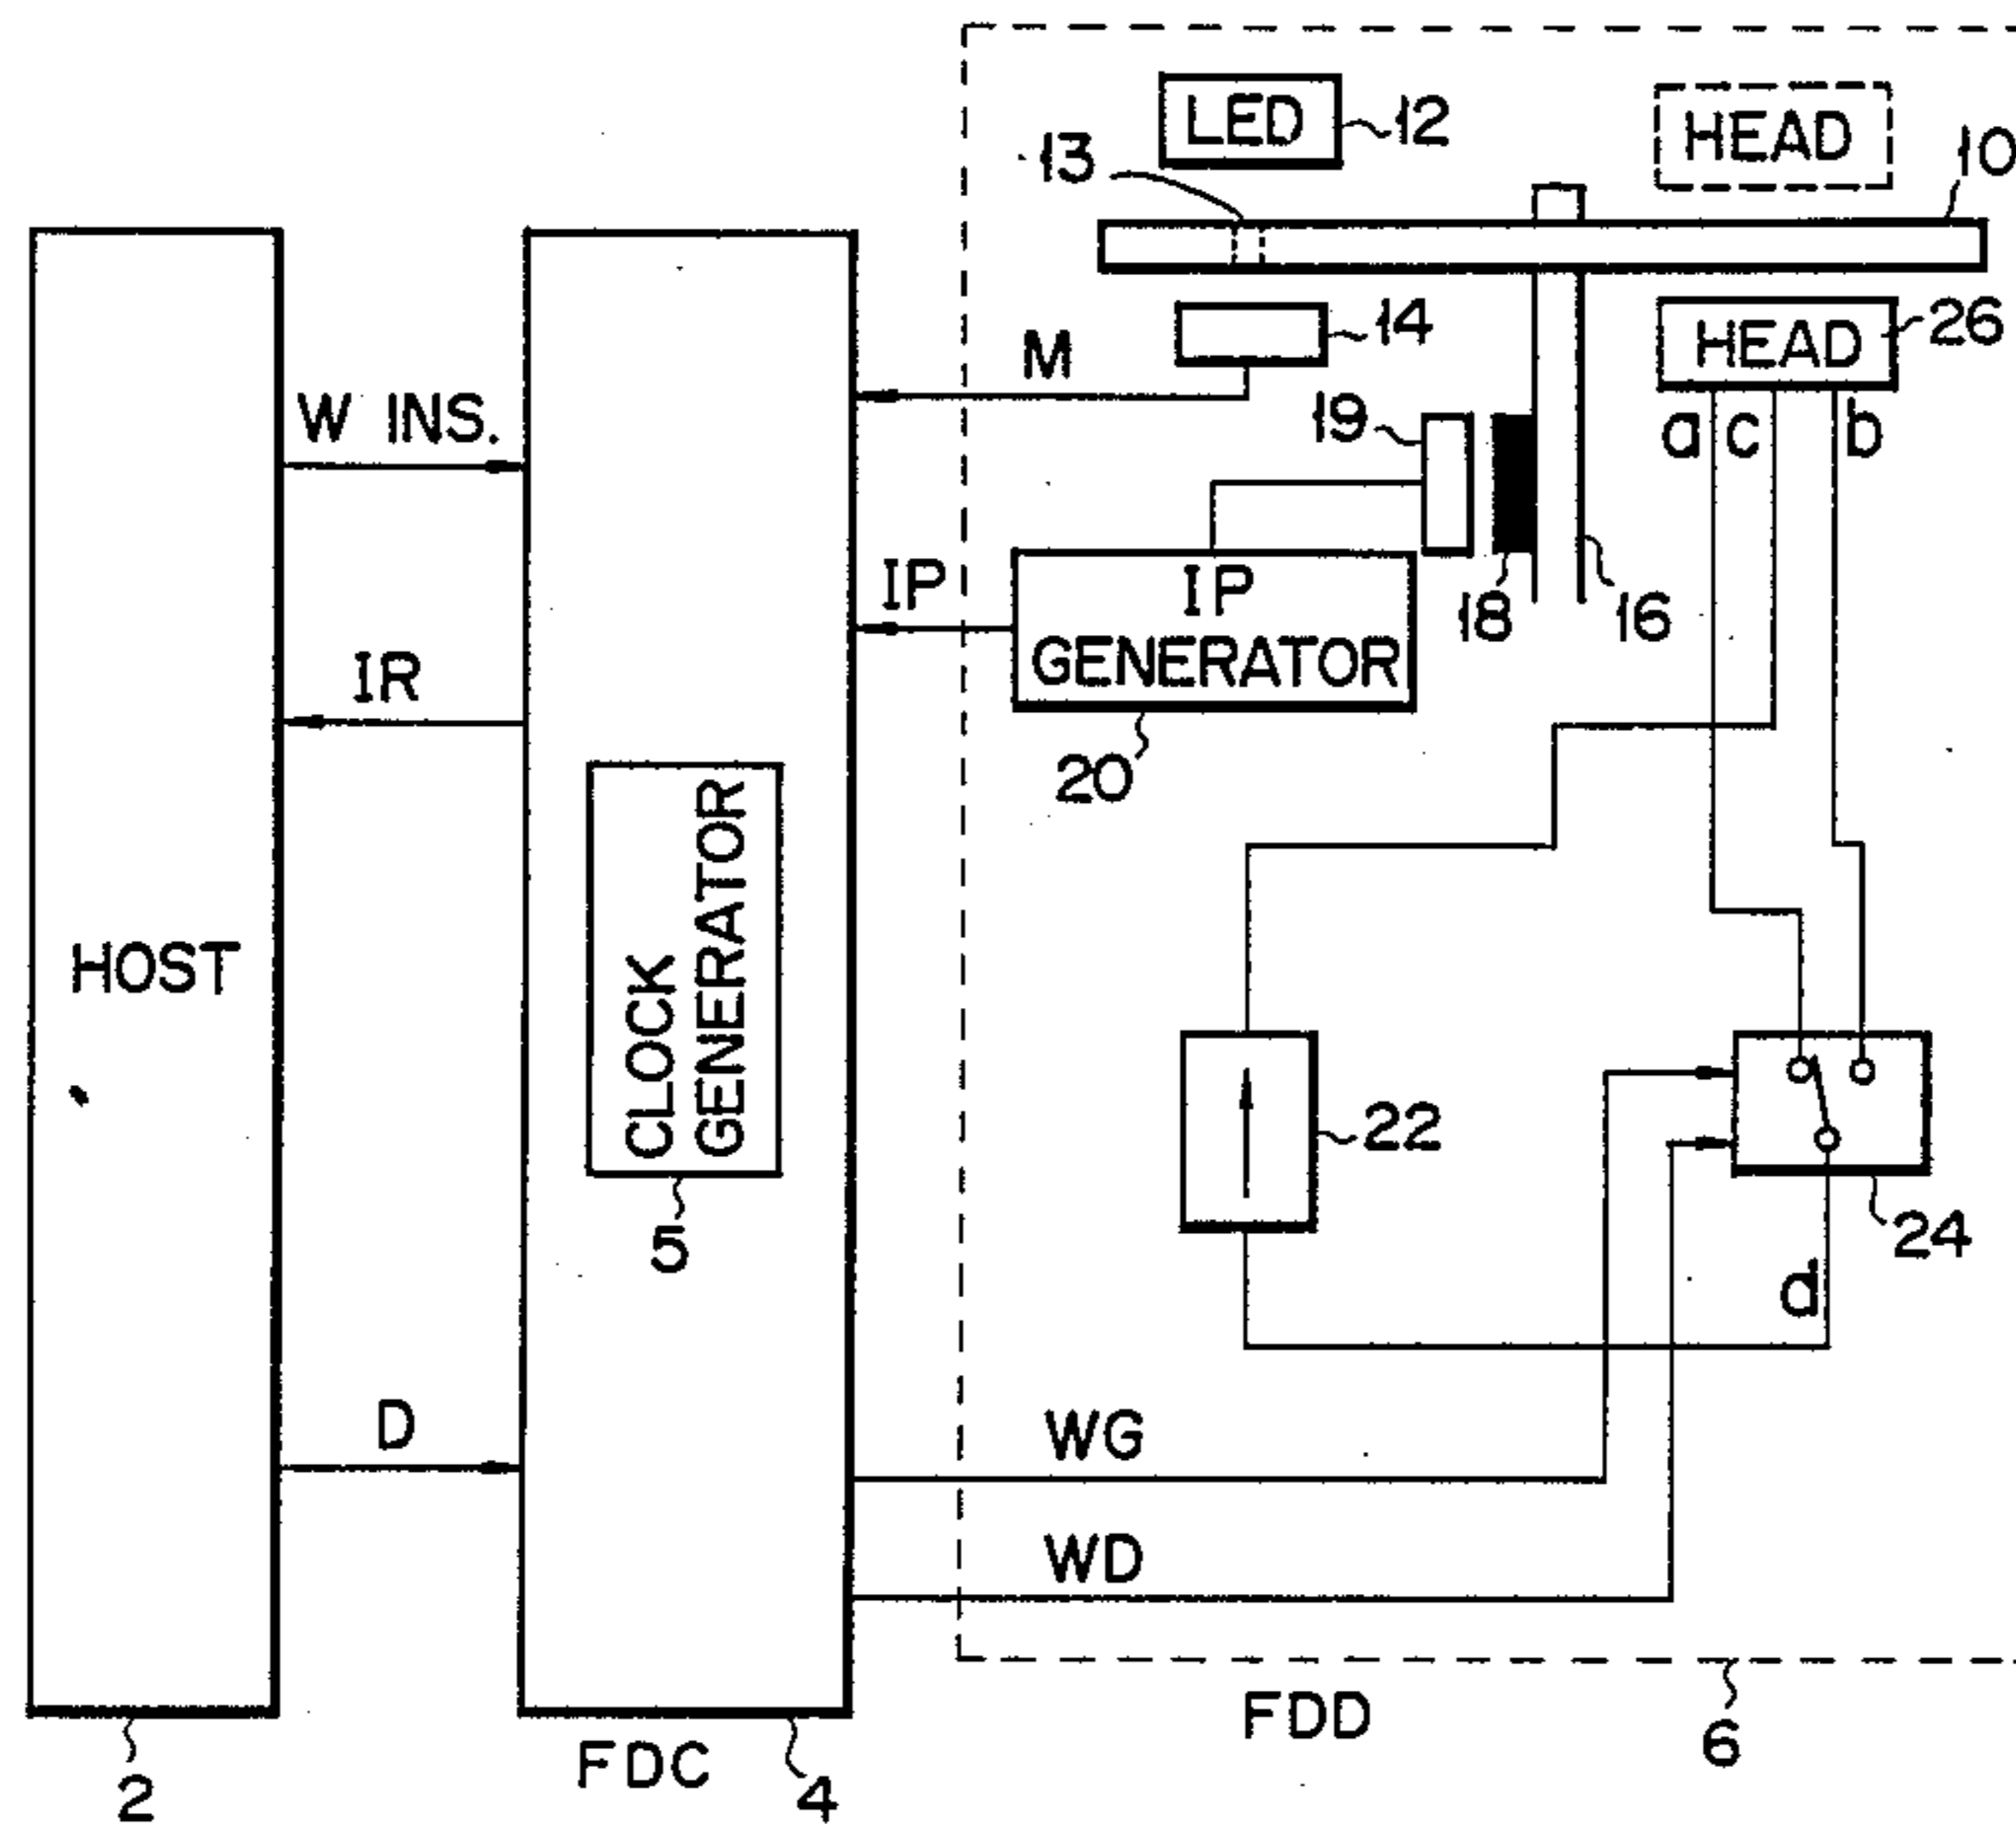 LED
12
HEAD
13
10
14
26
HEAD
M
19
a
c
b
W INS.
IP
IP
GENERATOR
18
16
IR
20
CLOCK
GENERATOR
HOST
22
5
24
d
D
WG
WD
FDD
6
FDC
4
2